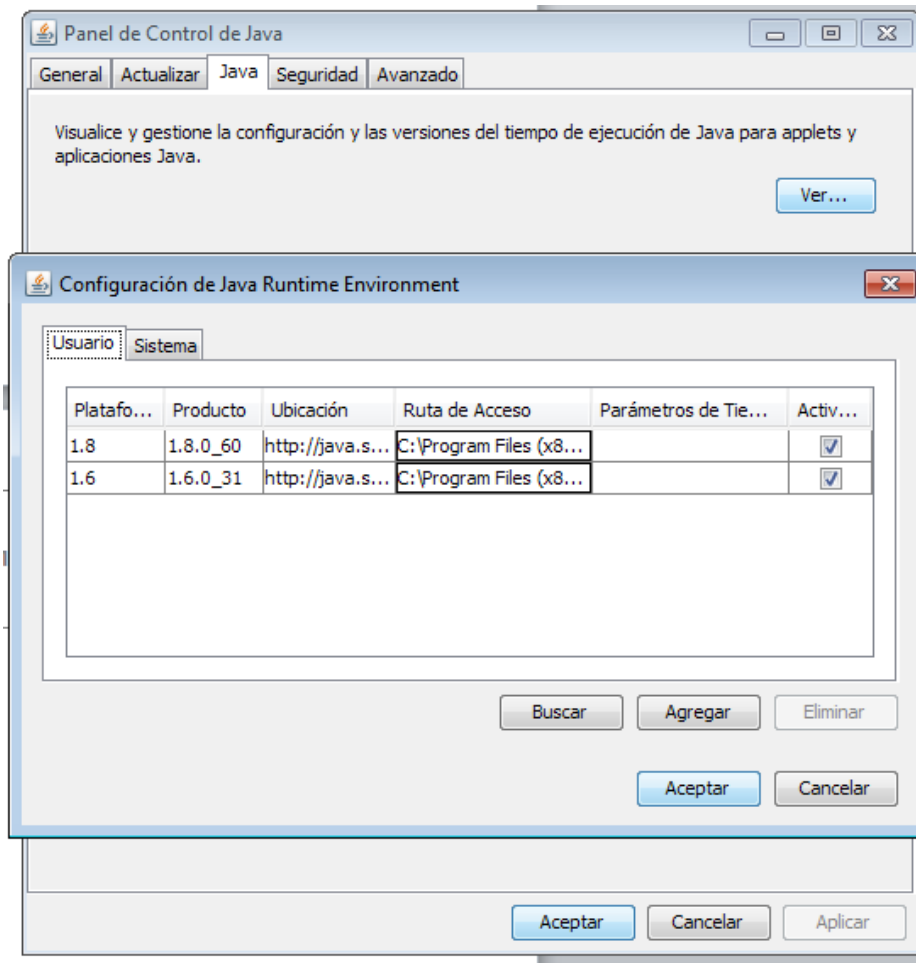 Panel de Control de Java
General Actualizar Java Seguridad Avanzado
Visualice y gestione la configuración y las versiones del tiempo de ejecución de Java para applets y
aplicaciones Java.
Ver...
Configuración de Java Runtime Environment
Usuario Sistema
Platafo... Producto Ubicación Ruta de Acceso Parámetros de Tie... Activ...
1.8 1.8.0_60 http://java.s... C:\Program Files (x8...
1.6 1.6.0_31 http://java.s... C:\Program Files (x8...
Buscar Agregar Eliminar
Aceptar Cancelar
Aceptar Cancelar Aplicar